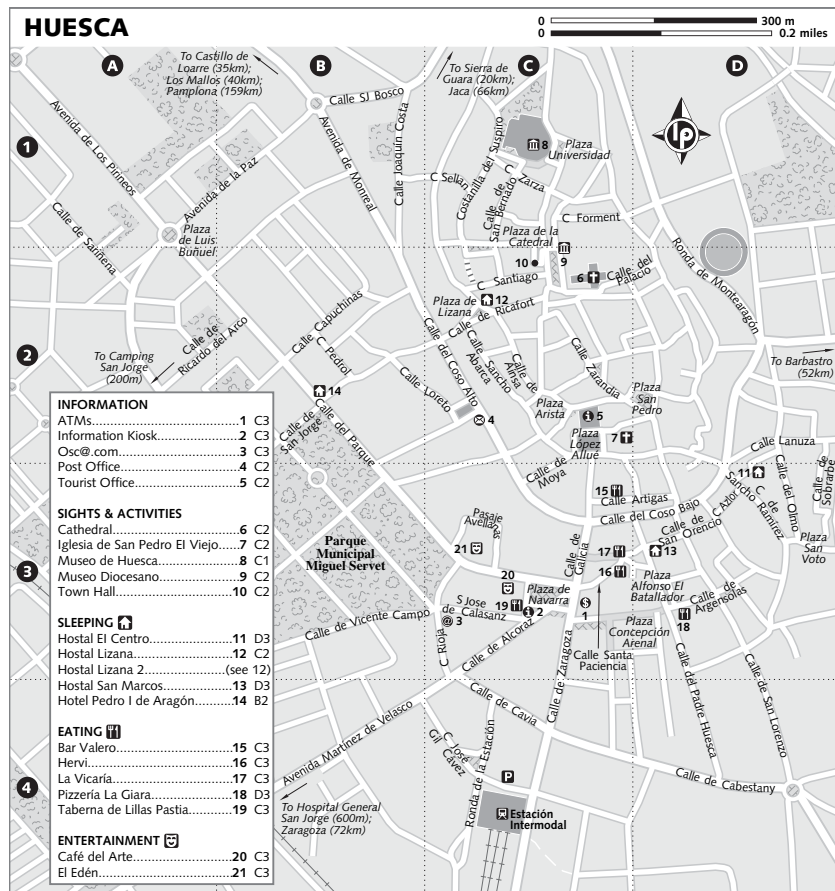 HUESCA
0 300 m
0 0.2 miles
A
B
C
D
1
2
3
4
To Castillo de
Loarre (35km);
Los Mallos (40km);
Pamplona (159km)
To Sierra de
Guara (20km);
Jaca (66km)
Calle SJ Bosco
Avenida de Los Pirineos
Avenida de la Paz
Avenida de Monreal
Calle Joaquín Costa
C Sellan
Costanilla del Suspiro
Calle de
San Bernado
C Zarza
8
Plaza
Universidad
lp
Calle de Sariñena
Plaza
de Luis
Buñuel
Plaza de la
Catedral
C Forment
10
9
Ronda de Montearagón
C Santiago
6
Calle del
Palacio
Plaza de
Lizana
12
Calle de Ricafort
Calle Capuchinas
Calle de
Ricardo del Arco
C Pedrol
To Camping
San Jorge
(200m)
14
Calle del Coso Alto
Calle Sancho
Abarca
Calle de
Aínsa
Calle Loreto
4
Calle Zarandia
Plaza
Arista
5
Plaza
San
Pedro
Plaza
López
Allué
7
To Barbastro
(52km)
Calle de
San Jorge
Calle del Parque
Calle de
Moya
Calle Lanuza
11
C de
Sancho Ramírez
Calle del Olmo
Calle de
Sobrarbe
Plaza
San
Voto
15
Calle Artigas
Calle del Coso Bajo
C Azlor
Calle de
San Orencio
Pasaje
Avellanas
21
Parque
Municipal
Miguel Servet
Calle de
Galicia
17
16
13
Plaza
Alfonso El
Batallador
20
19
Plaza de
Navarra
2
1
S Jose
de Calasanz
@ 3
Calle de Vicente Campo
C Rioja
Calle de Alcoraz
Plaza
Concepción
Arenal
18
Calle de
Argensolas
Calle Santa
Paciencia
Calle de Zaragoza
Calle del Padre Huesca
Calle de San Lorenzo
Avenida Martínez de Velasco
Calle de Cavia
C José
Gil Cávez
Ronda de la Estación
P
Calle de Cabestany
Estación
Intermodal
To Hospital General
San Jorge (600m);
Zaragoza (72km)
INFORMATION
ATMs 1 C3
Information Kiosk 2 C3
Osc@.com 3 C3
Post Office 4 C2
Tourist Office 5 C2
SIGHTS & ACTIVITIES
Cathedral 6 C2
Iglesia de San Pedro El Viejo 7 C2
Museo de Huesca 8 C1
Museo Diocesano 9 C2
Town Hall 10 C2
SLEEPING
Hostal El Centro 11 D3
Hostal Lizana 12 C2
Hostal Lizana 2 (see 12)
Hostal San Marcos 13 D3
Hotel Pedro I de Aragón 14 B2
EATING
Bar Valero 15 C3
Hervi 16 C3
La Vicaría 17 C3
Pizzería La Giara 18 D3
Taberna de Lillas Pastia 19 C3
ENTERTAINMENT
Café del Arte 20 C3
El Edén 21 C3